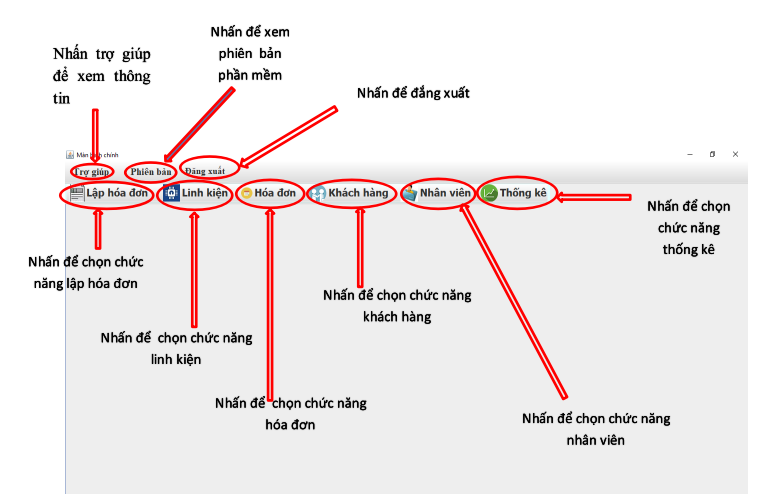 Nhấn để xem
phiên bản
phần mềm
Nhấn trợ giúp
để xem thông
tin
Nhấn để đăng xuất
Màn hình chính
Trợ giúp Phiên bản Đăng xuất
Lập hóa đơn Linh kiện Hóa đơn Khách hàng Nhân viên Thống kê
Nhấn để chọn
chức năng
thống kê
Nhấn để chọn chức
năng lập hóa đơn
Nhấn để chọn chức năng
khách hàng
Nhấn để chọn chức năng
linh kiện
Nhấn để chọn chức năng
hóa đơn
Nhấn để chọn chức năng
nhân viên